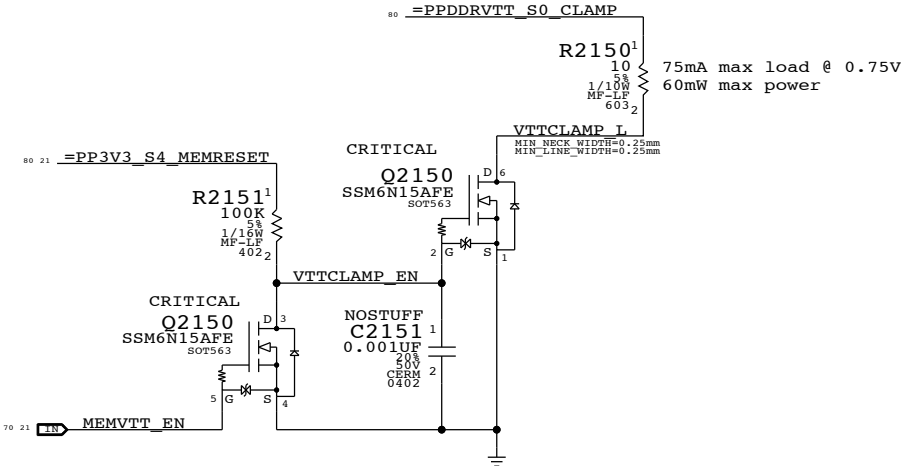 80 =PPDDRVTT_S0_CLAMP
R2150 1
10
5%
1/10W
MF-LF
603
2
75mA max load @ 0.75V
60mW max power
VTTCLAMP_L
MIN_NECK_WIDTH=0.25mm
MIN_LINE_WIDTH=0.25mm
CRITICAL
Q2150
SSM6N15AFE
SOT563
D 6
2 G S 1
80 21 =PP3V3_S4_MEMRESET
R2151 1
100K
5%
1/16W
MF-LF
402
2
VTTCLAMP_EN
CRITICAL
Q2150
SSM6N15AFE
SOT563
D 3
5 G S 4
NOSTUFF
C2151 1
0.001UF
20%
50V
CERM
0402
2
70 21 IN MEMVTT_EN